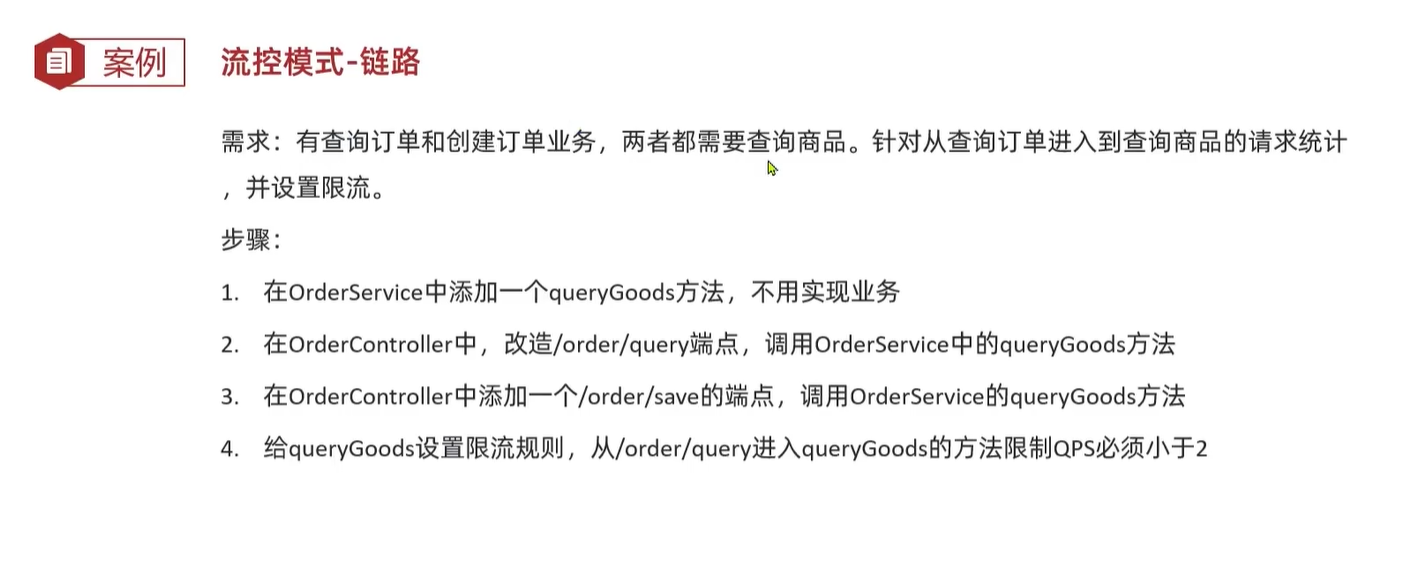 案例
流控模式-链路
需求：有查询订单和创建订单业务，两者都需要查询商品。针对从查询订单进入到查询商品的请求统计
，并设置限流。
步骤：
1. 在OrderService中添加一个queryGoods方法，不用实现业务
2. 在OrderController中，改造/order/query端点，调用OrderService中的queryGoods方法
3. 在OrderController中添加一个/order/save的端点，调用OrderService的queryGoods方法
4. 给queryGoods设置限流规则，从/order/query进入queryGoods的方法限制QPS必须小于2